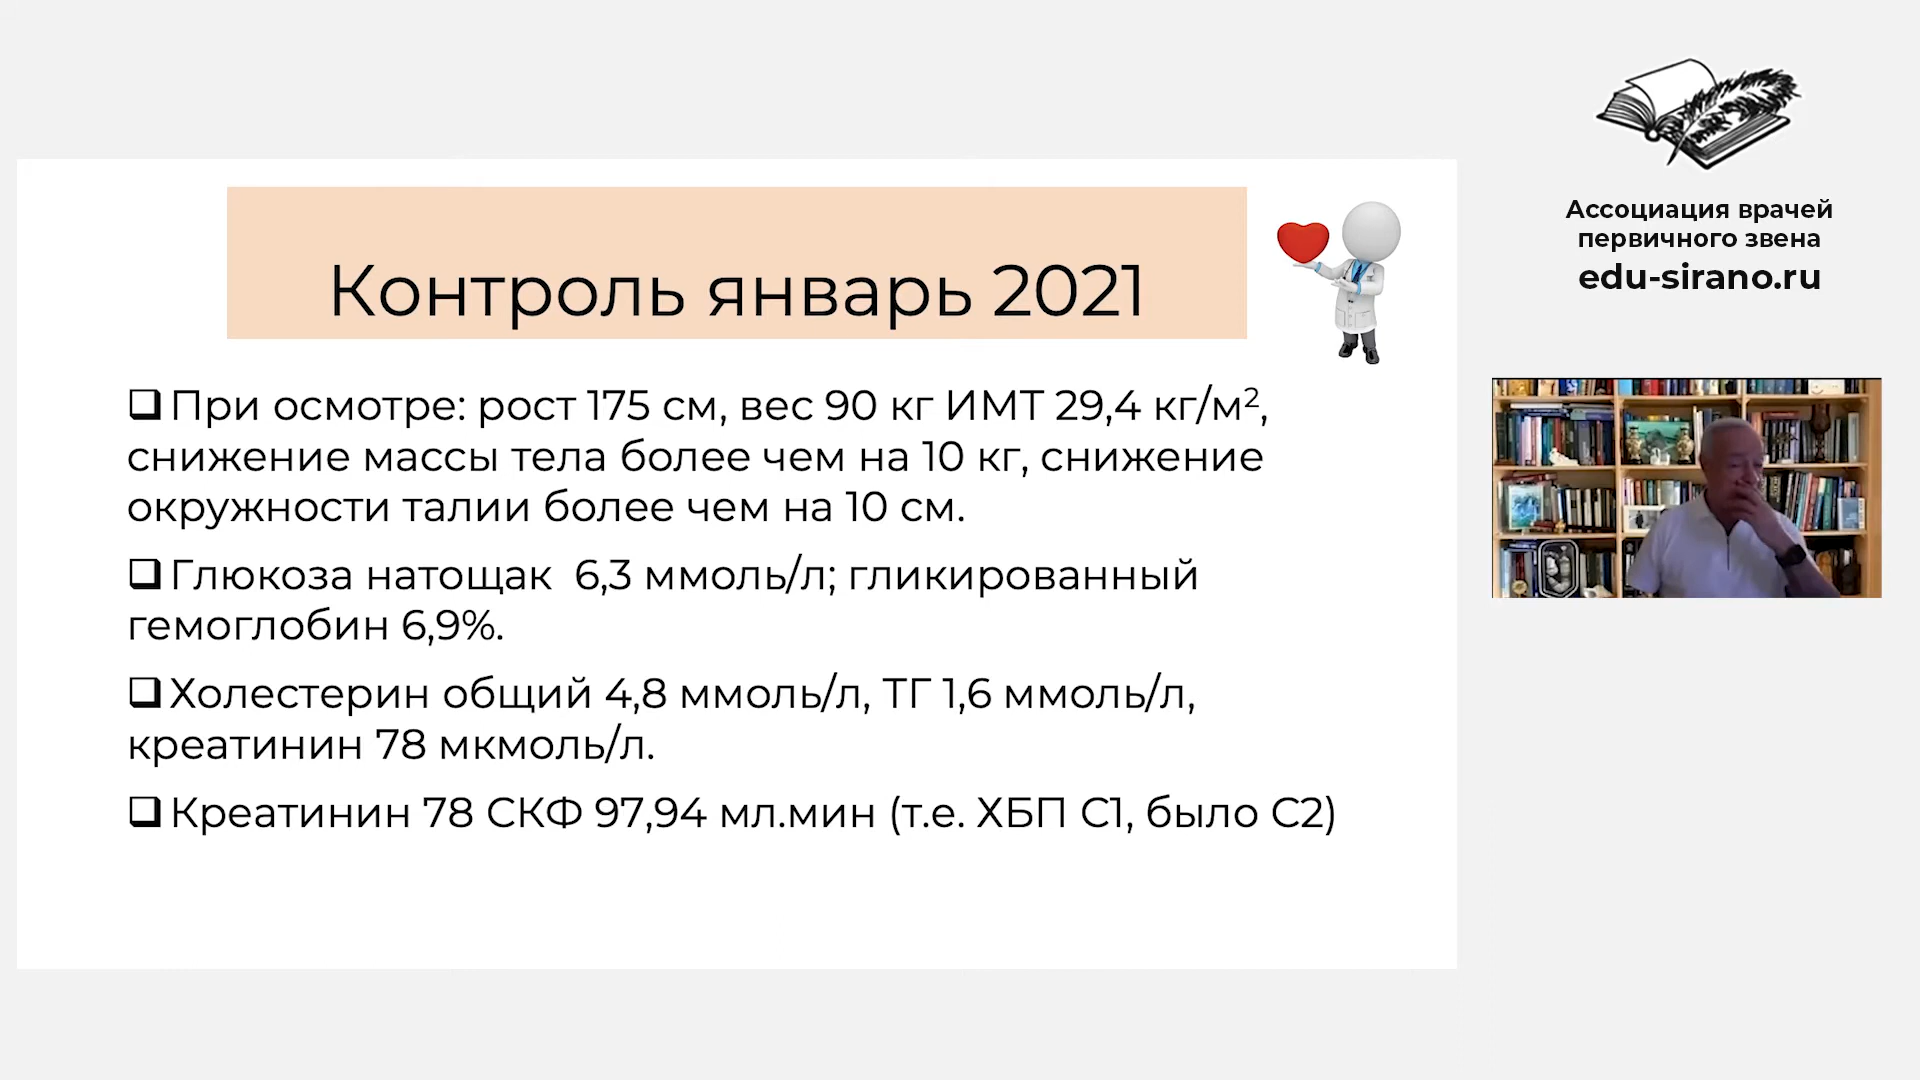 Контроль январь 2021
❑При осмотре: рост 175 см, вес 90 кг ИМТ 29,4 кг/м²,
снижение массы тела более чем на 10 кг, снижение
окружности талии более чем на 10 см.
❑Глюкоза натощак 6,3 ммоль/л; гликированный
гемоглобин 6,9%.
❑Холестерин общий 4,8 ммоль/л, ТГ 1,6 ммоль/л,
креатинин 78 мкмоль/л.
❑Креатинин 78 СКФ 97,94 мл.мин (т.е. ХБП С1, было С2)
Ассоциация врачей
первичного звена
edu-sirano.ru